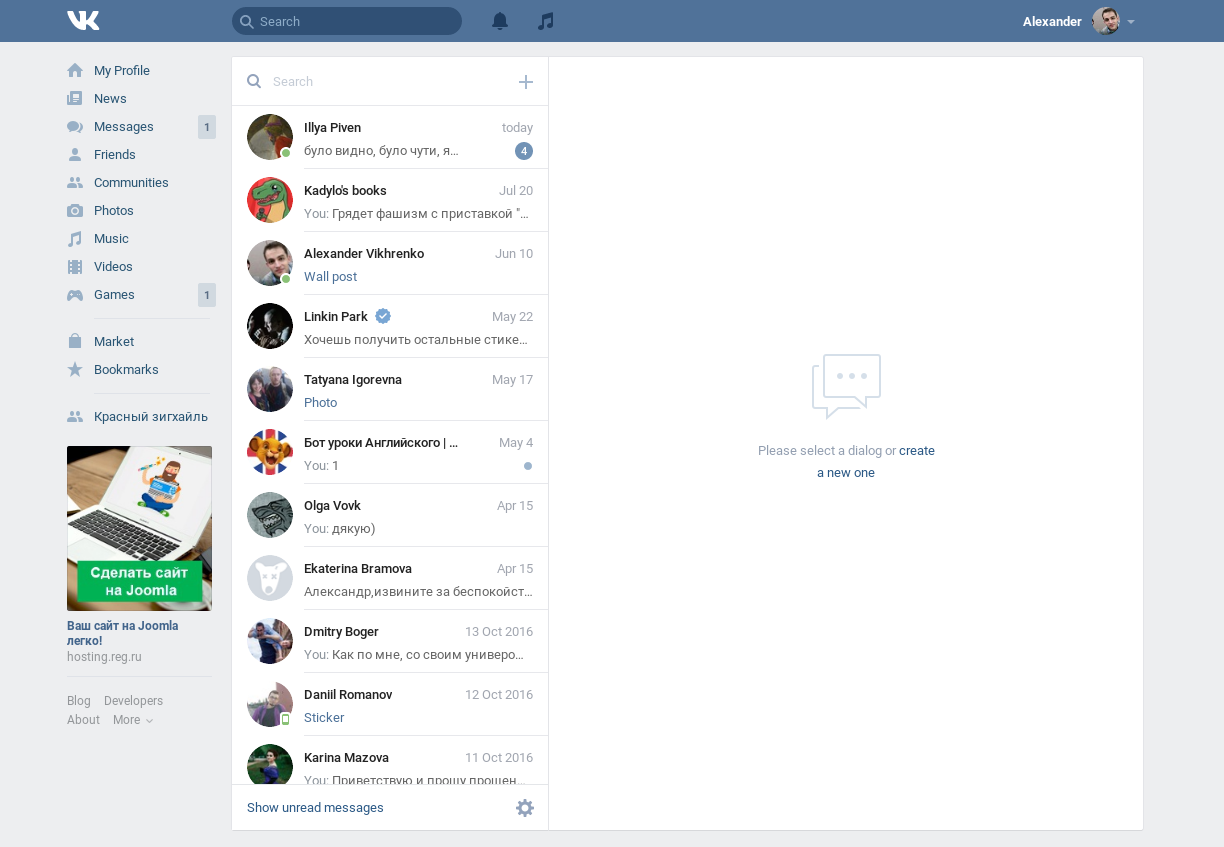 Search
Alexander
My Profile
News
Messages 1
Friends
Communities
Photos
Music
Videos
Games 1
Market
Bookmarks
Красный зигхайль
Сделать сайт
на Joomla
Ваш сайт на Joomla
легко!
hosting.reg.ru
Blog Developers
About More
Search
Illya Piven today
було видно, було чути, я... 4
Kadylo's books Jul 20
You: Грядет фашизм с приставкой "...
Alexander Vikhrenko Jun 10
Wall post
Linkin Park May 22
Хочешь получить остальные стике...
Tatyana Igorevna May 17
Photo
Бот уроки Английского | ... May 4
You: 1
Olga Vovk Apr 15
You: дякую)
Ekaterina Bramova Apr 15
Александр,извините за беспокойст...
Dmitry Boger 13 Oct 2016
You: Как по мне, со своим универо...
Daniil Romanov 12 Oct 2016
Sticker
Karina Mazova 11 Oct 2016
You: Приветствую и прошу прощен...
Show unread messages
Please select a dialog or create
a new one